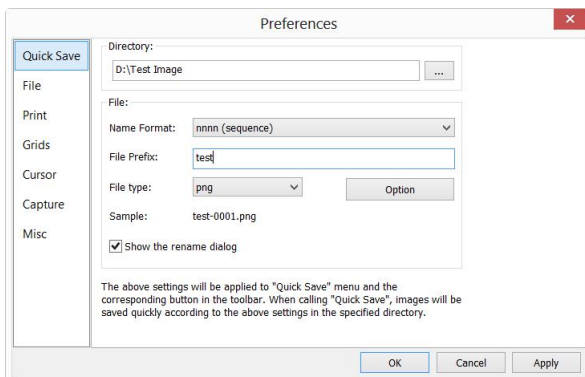 Preferences
Quick Save
File
Print
Grids
Cursor
Capture
Misc
Directory:
D:\Test Image
...
File:
Name Format: nnnn (sequence)
File Prefix: test
File type: png Option
Sample: test-0001.png
Show the rename dialog
The above settings will be applied to "Quick Save" menu and the
corresponding button in the toolbar. When calling "Quick Save", images will be
saved quickly according to the above settings in the specified directory.
OK Cancel Apply